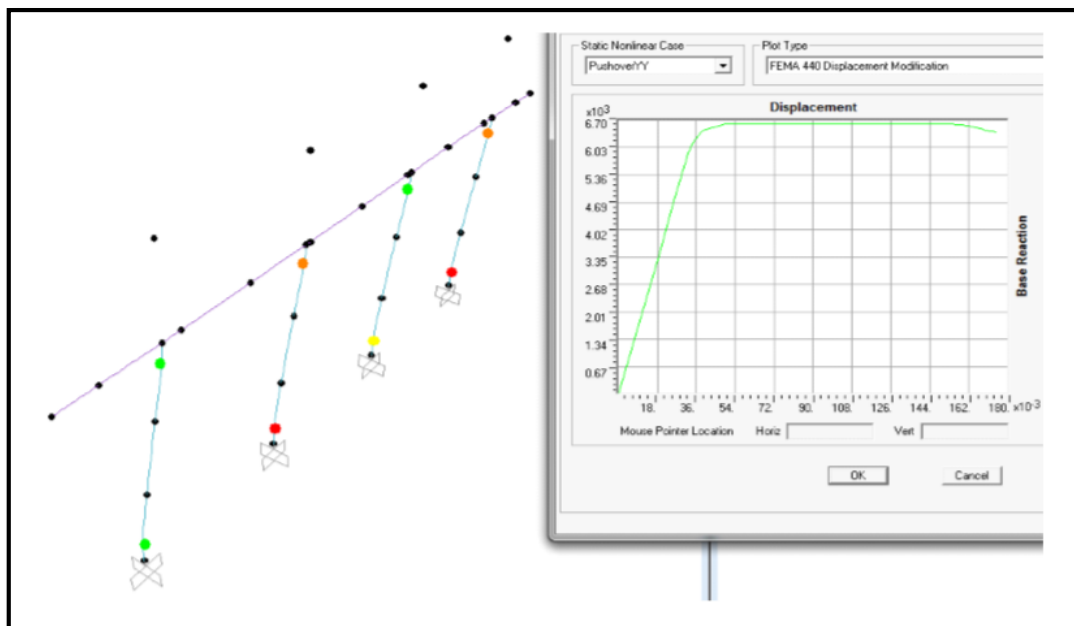 Static Nonlinear Case
Plot Type
PushoverYY
FEMA 440 Displacement Modification
Displacement
x10^3
6.70
6.03
5.36
4.69
4.02
3.35
2.68
2.01
1.34
0.67
Base Reaction
18. 36. 54. 72. 90. 108. 126. 144. 162. 180. x10^-3
Mouse Pointer Location Horiz Vert
OK Cancel